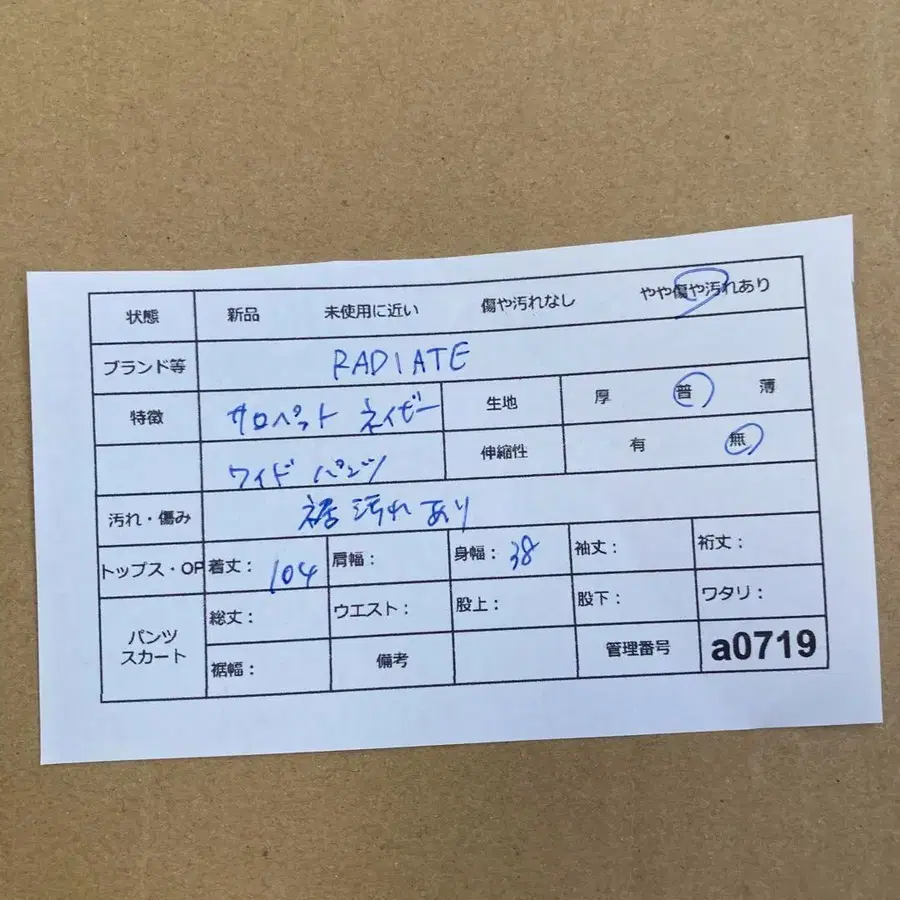 状態 新品 未使用に近い 傷や汚れなし やや傷や汚れあり
ブランド等 RADIATE
特徴 サロペット ネイビー 生地 厚 普 薄
ワイドパンツ 伸縮性 有 無
汚れ・傷み 裾汚れあり
トップス・OP 着丈: 104 肩幅: 身幅: 38 袖丈: 裄丈:
パンツ スカート 総丈: ウエスト: 股上: 股下: ワタリ:
裾幅: 備考 管理番号 a0719